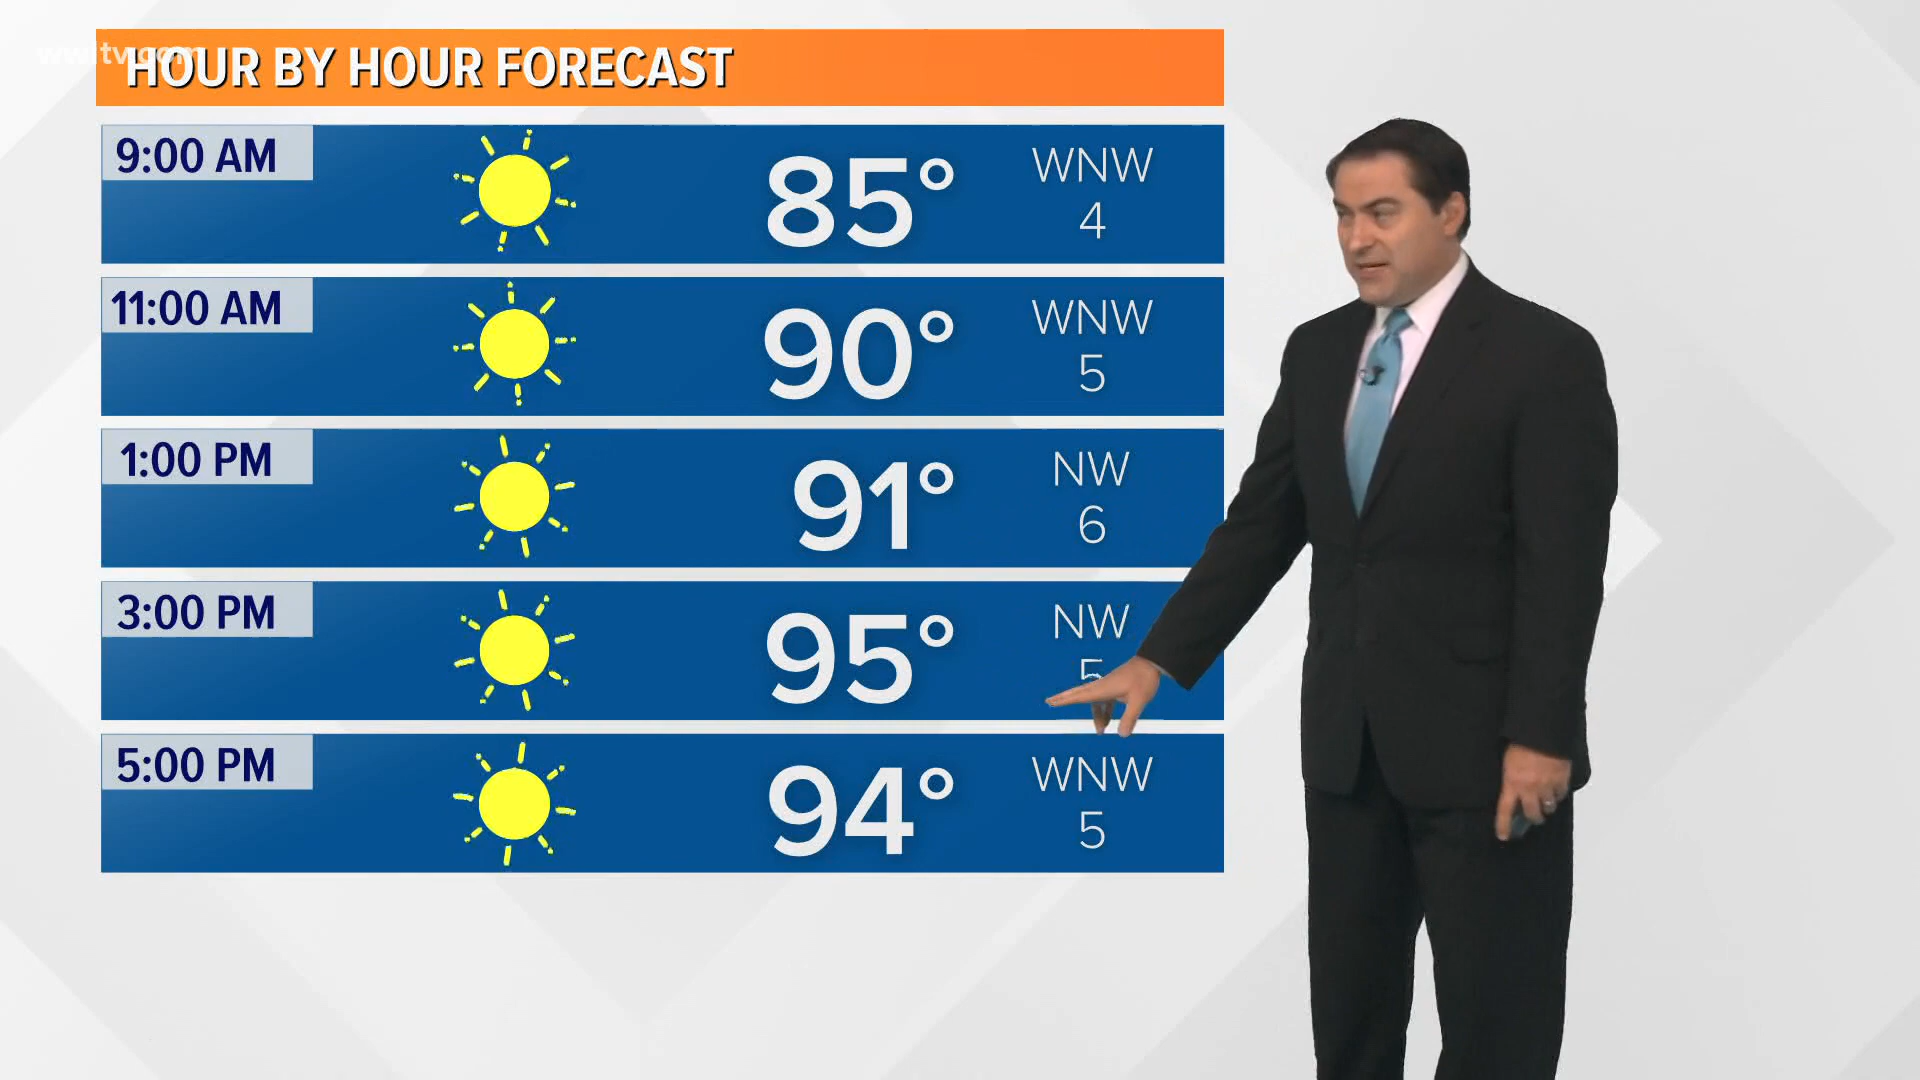 wwltv.com
HOUR BY HOUR FORECAST
9:00 AM 85° WNW 4
11:00 AM 90° WNW 5
1:00 PM 91° NW 6
3:00 PM 95° NW 5
5:00 PM 94° WNW 5